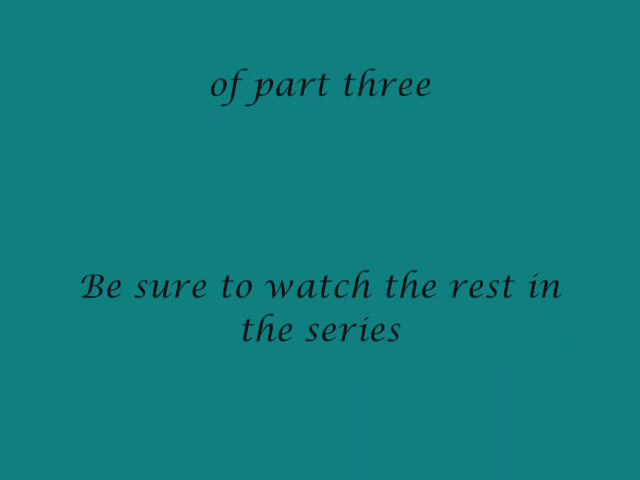 of part three
Be sure to watch the rest in
the series